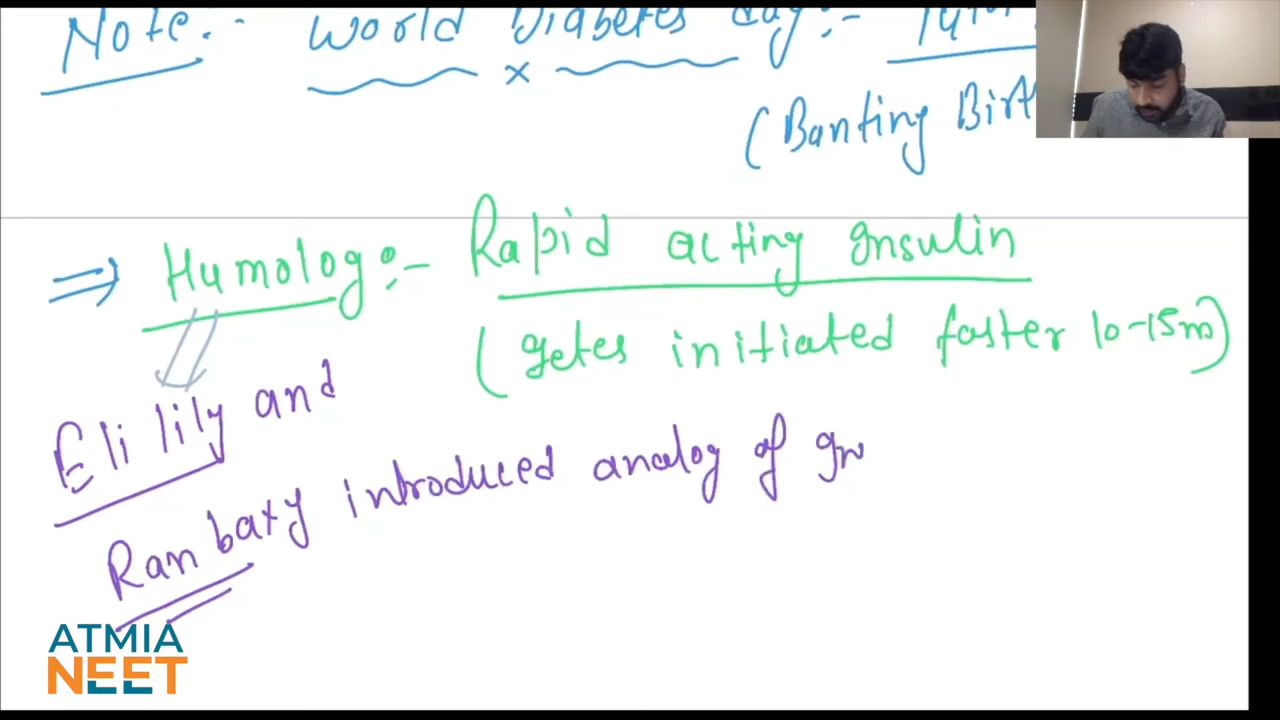 Note:- World Diabetes day:-
(Banting Birt
⇒ Humolog:- Rapid acting Insulin
(getes initiated faster 10-15m)
Eli lily and
Ranbaxy introduced analog of In
ATMIA
NEET